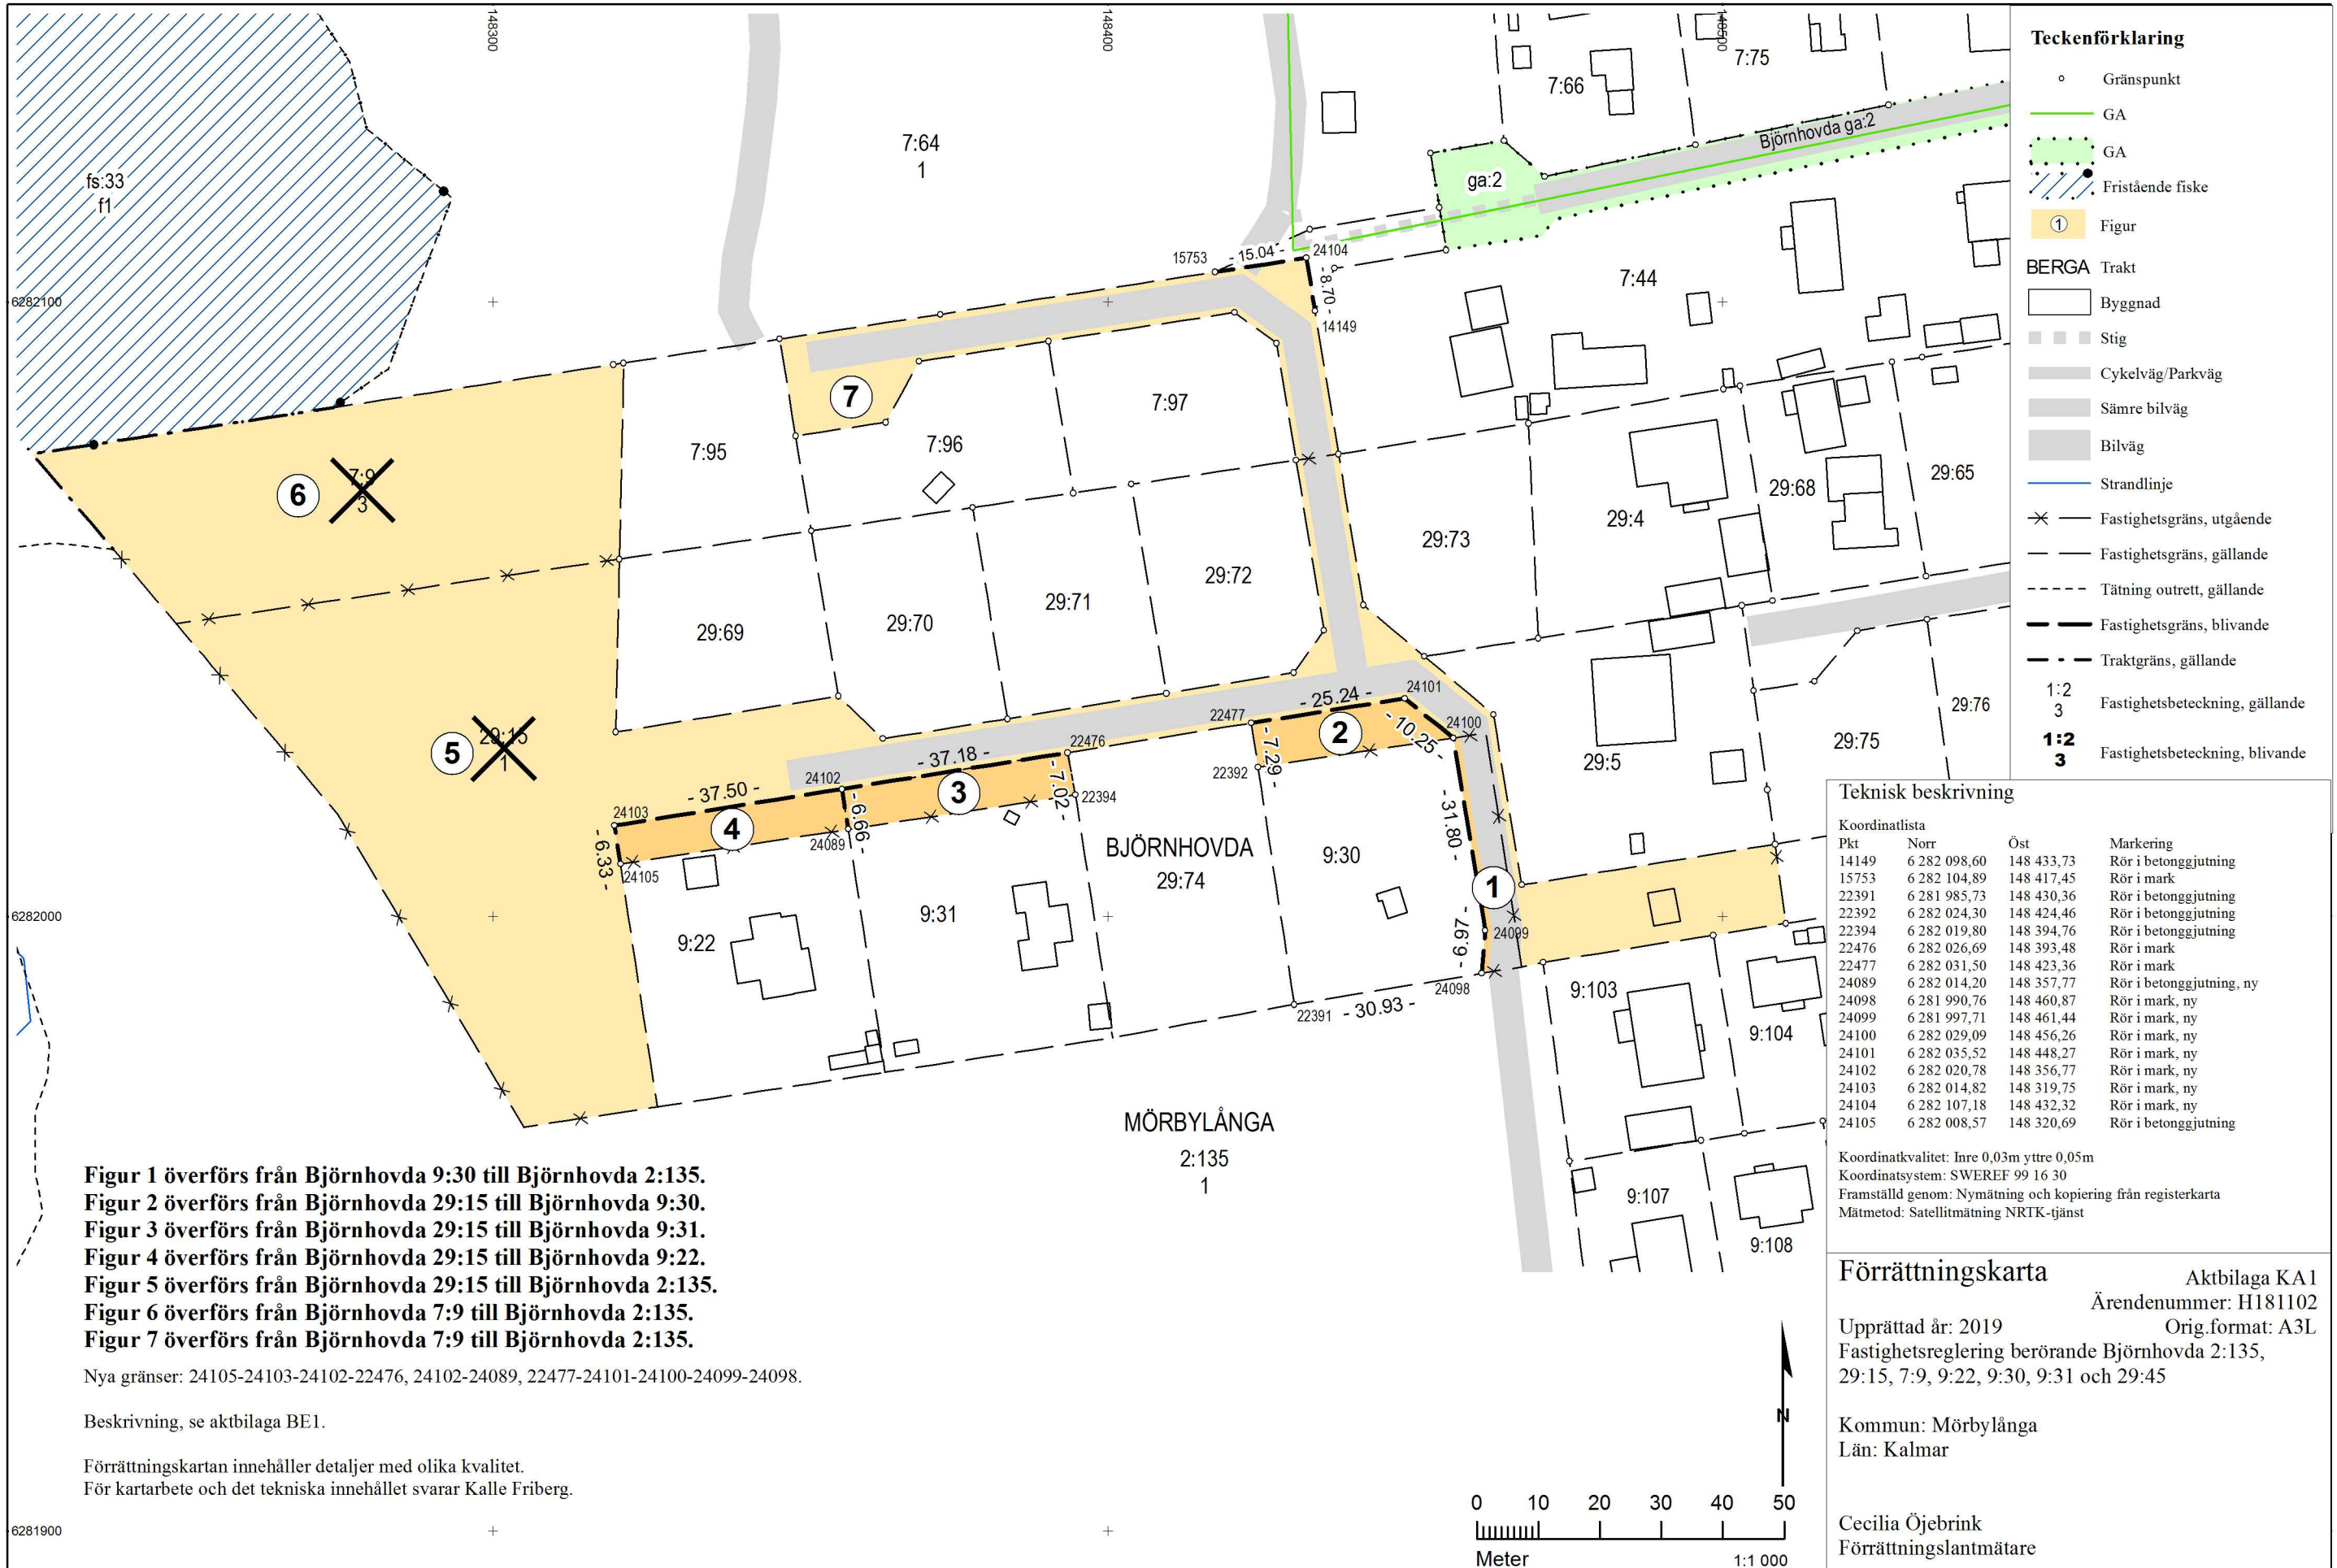 148300
148400
148500
6282100
6282000
6281900
fs:33
f1
7:64
1
7:66
7:75
Björnhovda ga:2
ga:2
15753
- 15.04 -
24104
- 8.70 -
14149
7:44
7
7:97
7:96
7:95
6
7:9
3
29:73
29:4
29:68
29:65
29:72
29:71
29:70
29:69
5
29:15
1
24101
- 25.24 -
22477
2
- 10.25 -
24100
- 7.29 -
22392
22476
- 37.18 -
- 7.02 -
24102
3
22394
- 37.50 -
24103
4
- 6.66 -
24089
- 6.33 -
24105
29:76
29:75
29:5
BJÖRNHOVDA
29:74
9:30
- 31.80 -
1
9:31
9:22
24099
- 6.97 -
24098
22391 - 30.93 -
9:103
9:104
MÖRBYLÅNGA
2:135
1
9:107
9:108
Teckenförklaring
Gränspunkt
GA
GA
Fristående fiske
1 Figur
BERGA Trakt
Byggnad
Stig
Cykelväg/Parkväg
Sämre bilväg
Bilväg
Strandlinje
Fastighetsgräns, utgående
Fastighetsgräns, gällande
Tätning outrett, gällande
Fastighetsgräns, blivande
Traktgräns, gällande
1:2
3
Fastighetsbeteckning, gällande
1:2
3
Fastighetsbeteckning, blivande
Teknisk beskrivning
Koordinatlista
Pkt Norr Öst Markering
14149 6 282 098,60 148 433,73 Rör i betonggjutning
15753 6 282 104,89 148 417,45 Rör i mark
22391 6 281 985,73 148 430,36 Rör i betonggjutning
22392 6 282 024,30 148 424,46 Rör i betonggjutning
22394 6 282 019,80 148 394,76 Rör i betonggjutning
22476 6 282 026,69 148 393,48 Rör i mark
22477 6 282 031,50 148 423,36 Rör i mark
24089 6 282 014,20 148 357,77 Rör i betonggjutning, ny
24098 6 281 990,76 148 460,87 Rör i mark, ny
24099 6 281 997,71 148 461,44 Rör i mark, ny
24100 6 282 029,09 148 456,26 Rör i mark, ny
24101 6 282 035,52 148 448,27 Rör i mark, ny
24102 6 282 020,78 148 356,77 Rör i mark, ny
24103 6 282 014,82 148 319,75 Rör i mark, ny
24104 6 282 107,18 148 432,32 Rör i mark, ny
24105 6 282 008,57 148 320,69 Rör i betonggjutning
Koordinatkvalitet: Inre 0,03m yttre 0,05m
Koordinatsystem: SWEREF 99 16 30
Framställd genom: Nymätning och kopiering från registerkarta
Mätmetod: Satellitmätning NRTK-tjänst
Figur 1 överförs från Björnhovda 9:30 till Björnhovda 2:135.
Figur 2 överförs från Björnhovda 29:15 till Björnhovda 9:30.
Figur 3 överförs från Björnhovda 29:15 till Björnhovda 9:31.
Figur 4 överförs från Björnhovda 29:15 till Björnhovda 9:22.
Figur 5 överförs från Björnhovda 29:15 till Björnhovda 2:135.
Figur 6 överförs från Björnhovda 7:9 till Björnhovda 2:135.
Figur 7 överförs från Björnhovda 7:9 till Björnhovda 2:135.
Nya gränser: 24105-24103-24102-22476, 24102-24089, 22477-24101-24100-24099-24098.
Beskrivning, se aktbilaga BE1.
Förrättningskartan innehåller detaljer med olika kvalitet.
För kartarbete och det tekniska innehållet svarar Kalle Friberg.
N
0 10 20 30 40 50
Meter 1:1 000
Förrättningskarta
Aktbilaga KA1
Ärendenummer: H181102
Upprättad år: 2019 Orig.format: A3L
Fastighetsreglering berörande Björnhovda 2:135,
29:15, 7:9, 9:22, 9:30, 9:31 och 29:45
Kommun: Mörbylånga
Län: Kalmar
Cecilia Öjebrink
Förrättningslantmätare